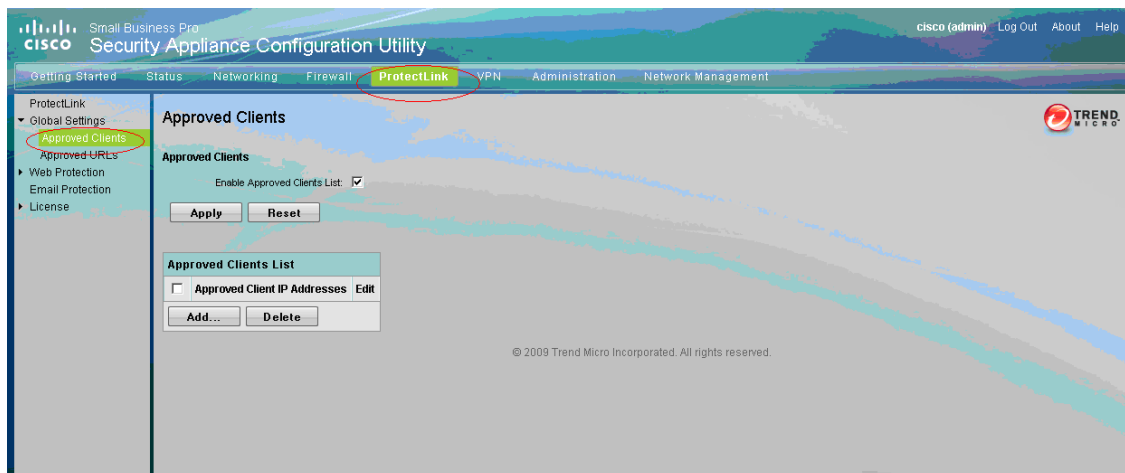 Small Business Pro
CISCO Security Appliance Configuration Utility
cisco (admin) Log Out About Help
Getting Started Status Networking Firewall ProtectLink VPN Administration Network Management
ProtectLink
Global Settings
Approved Clients
Approved URLs
Web Protection
Email Protection
License
Approved Clients
TREND MICRO
Approved Clients
Enable Approved Clients List:
Apply Reset
Approved Clients List
Approved Client IP Addresses Edit
Add... Delete
© 2009 Trend Micro Incorporated. All rights reserved.